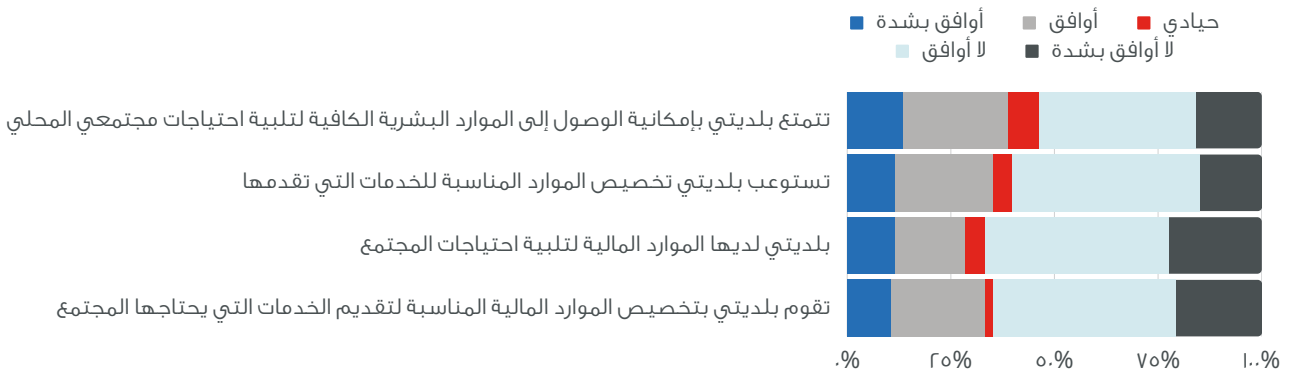 أوافق بشدة أوافق حيادي
لا أوافق لا أوافق بشدة
تتمتع بلديتي بإمكانية الوصول إلى الموارد البشرية الكافية لتلبية احتياجات مجتمعي المحلي
تستوعب بلديتي تخصيص الموارد المناسبة للخدمات التي تقدمها
بلديتي لديها الموارد المالية لتلبية احتياجات المجتمع
تقوم بلديتي بتخصيص الموارد المالية المناسبة لتقديم الخدمات التي يحتاجها المجتمع
٠% ٢٥% ٥٠% ٧٥% ١٠٠%